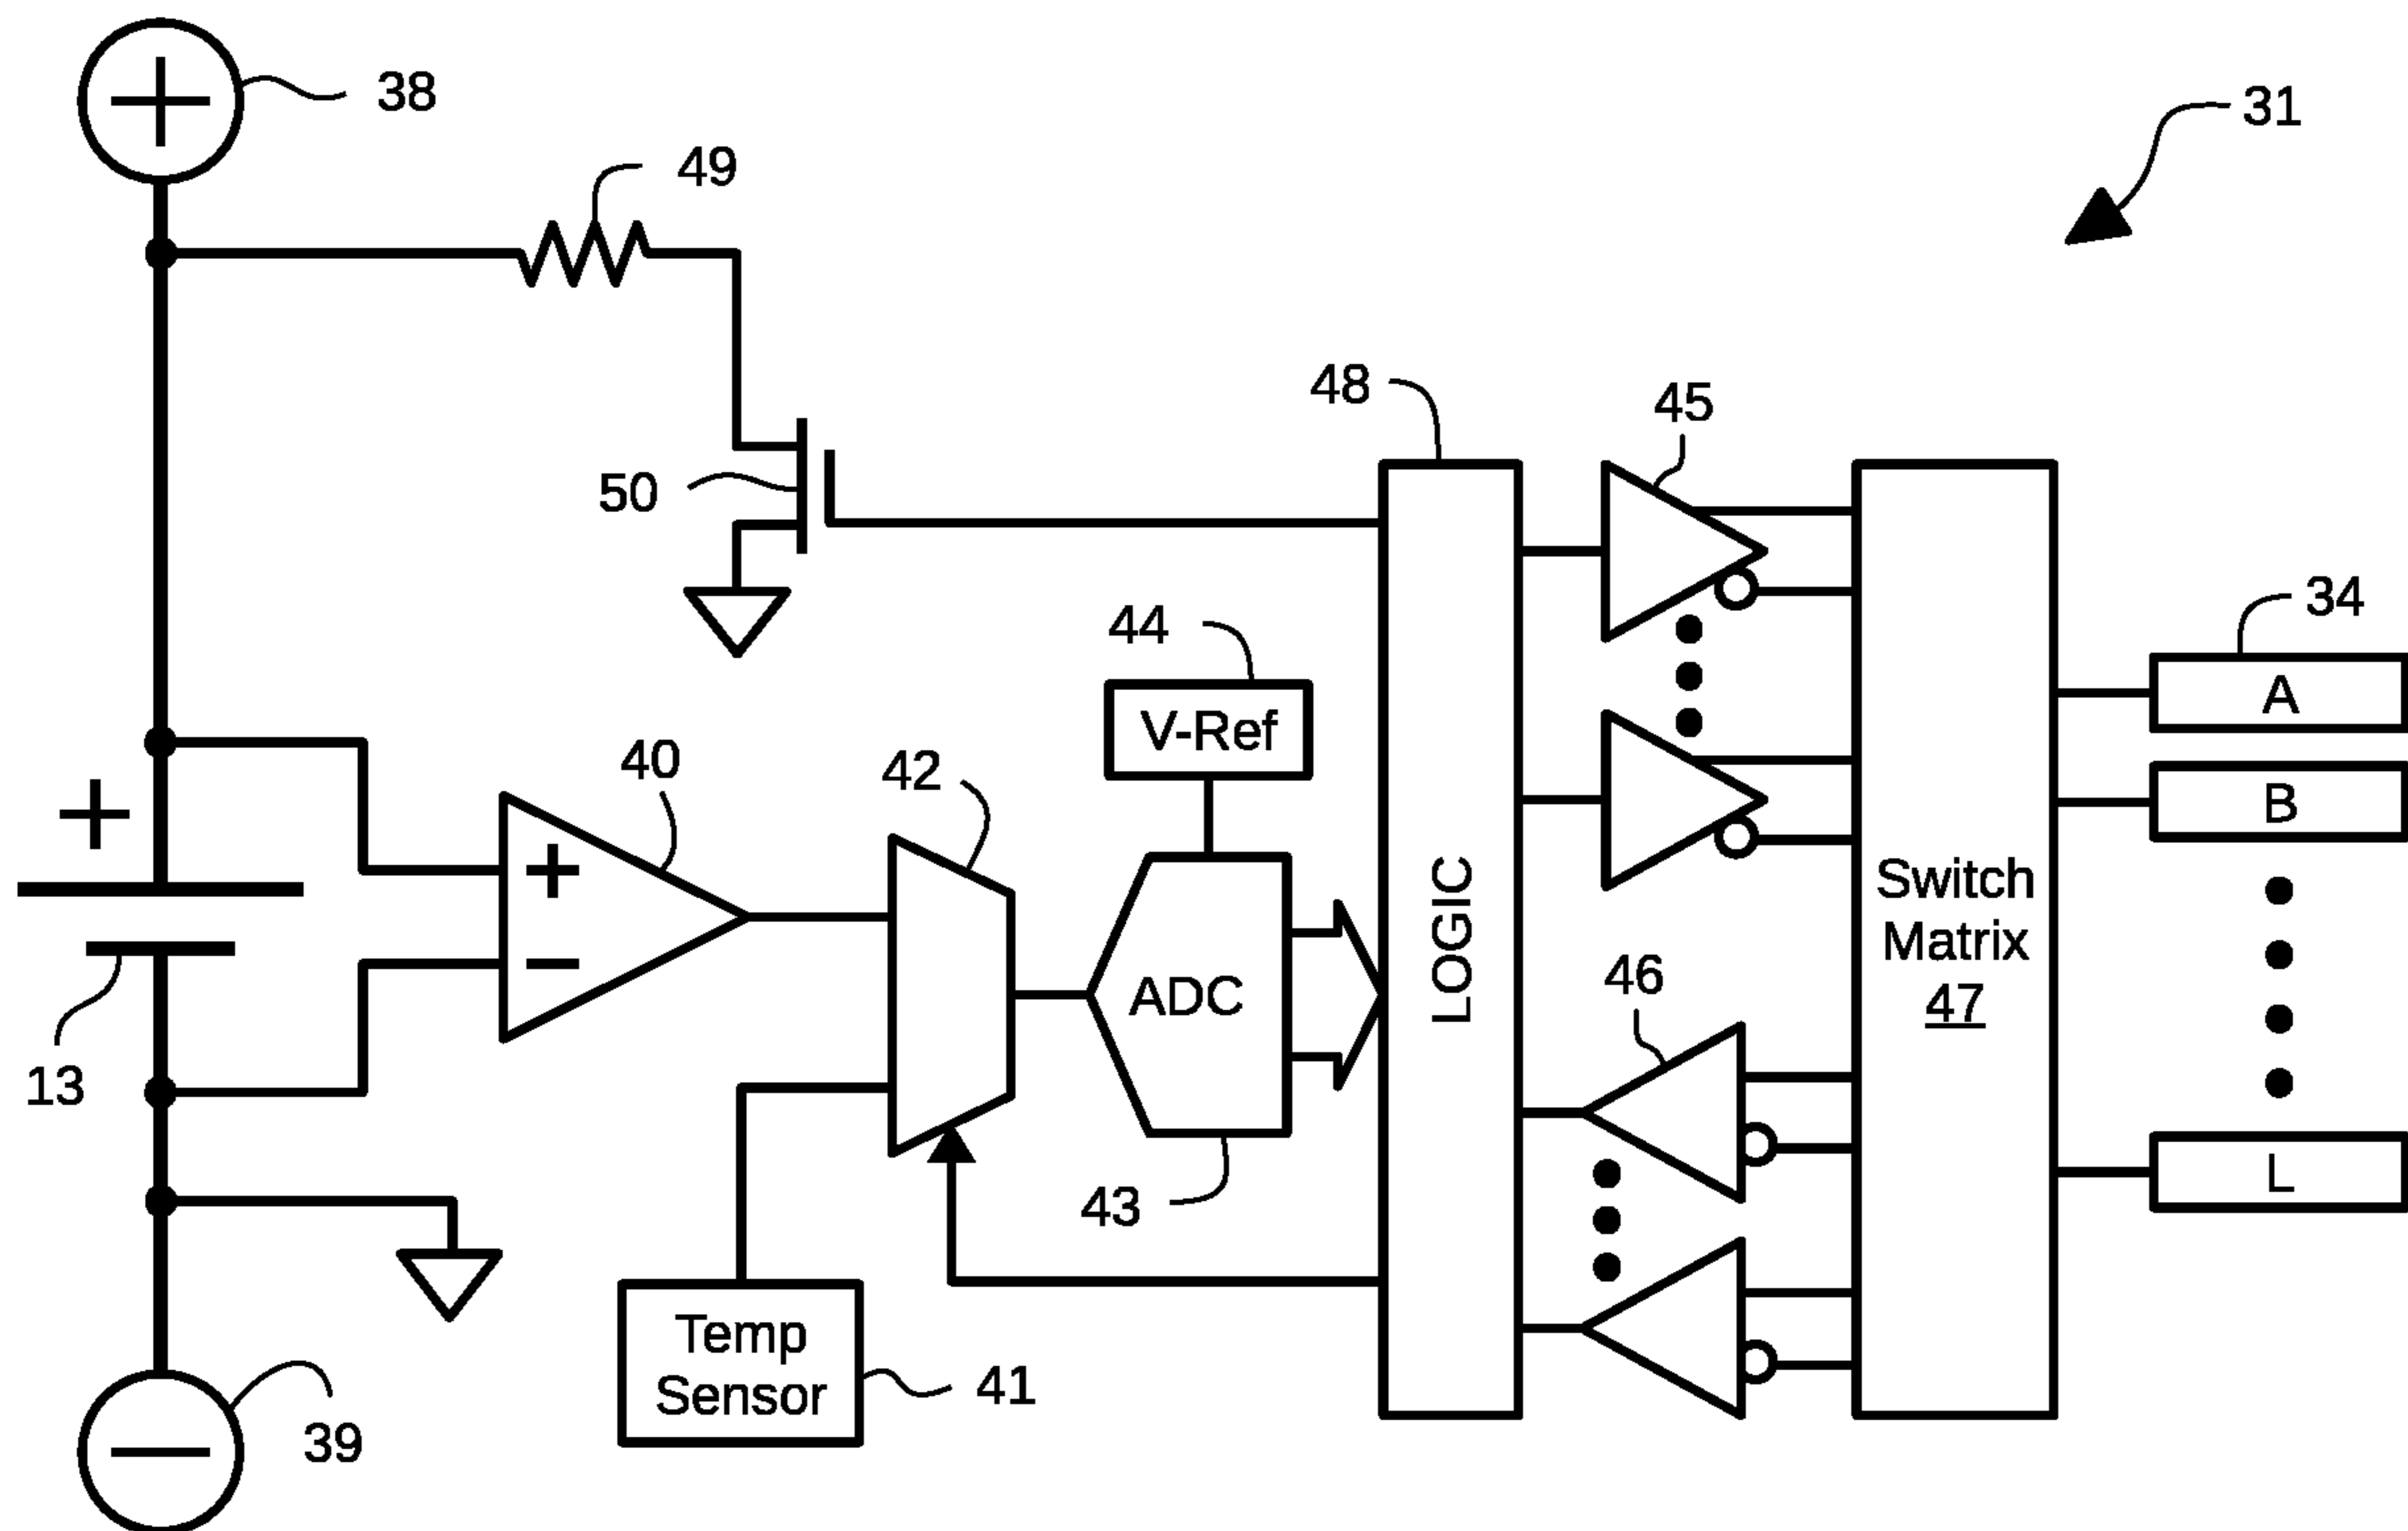 38
31
49
48
45
50
34
44
A
V-Ref
40
42
B
+
+
LOGIC
Switch
Matrix
47
−
ADC
46
13
43
L
Temp
Sensor
41
39